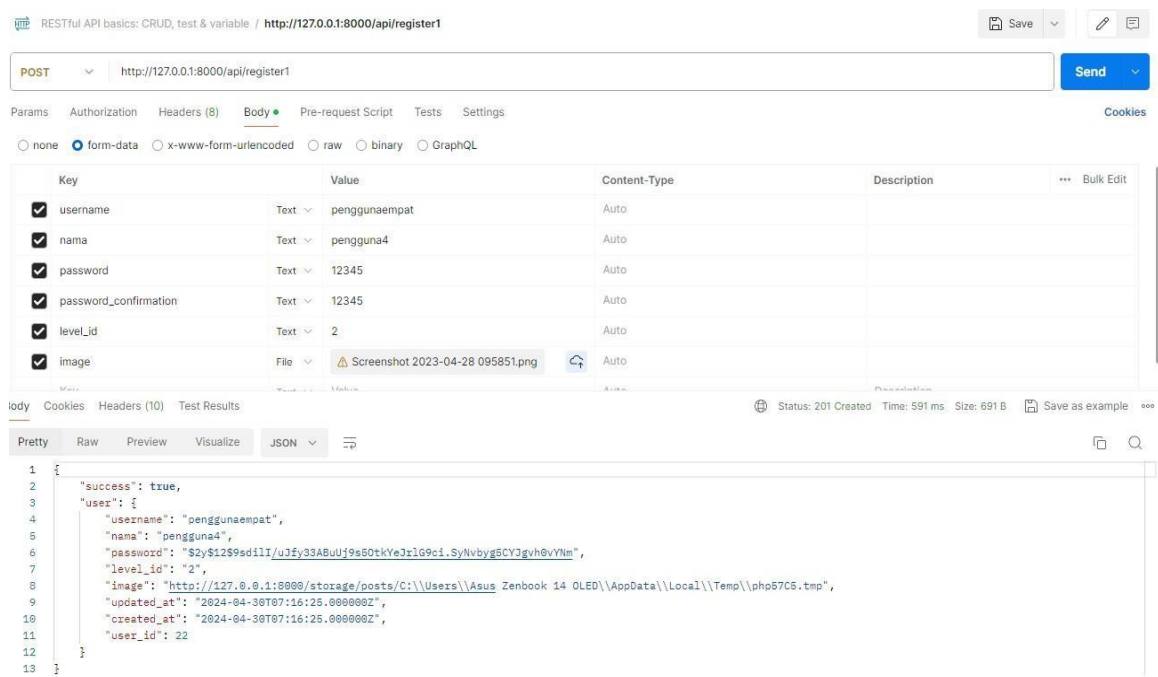 HTTP RESTful API basics: CRUD, test & variable / http://127.0.0.1:8000/api/register1 Save
POST http://127.0.0.1:8000/api/register1 Send
Params Authorization Headers (8) Body Pre-request Script Tests Settings Cookies
none form-data x-www-form-urlencoded raw binary GraphQL
Key Value Content-Type Description ••• Bulk Edit
username Text penggunaempat Auto
nama Text pengguna4 Auto
password Text 12345 Auto
password_confirmation Text 12345 Auto
level_id Text 2 Auto
image File Screenshot 2023-04-28 095851.png Auto
Key Text Value Auto Description
Body Cookies Headers (10) Test Results Status: 201 Created Time: 591 ms Size: 691 B Save as example
Pretty Raw Preview Visualize JSON
1 {
2 "success": true,
3 "user": {
4 "username": "penggunaempat",
5 "nama": "pengguna4",
6 "password": "$2y$12$9sdilI/uJfy33ABuUj9s5OtkYeJrlG9ci.SyNvbyg5CYJgvh0vYNm",
7 "level_id": "2",
8 "image": "http://127.0.0.1:8000/storage/posts/C:\\Users\\Asus Zenbook 14 OLED\\AppData\\Local\\Temp\\php57C5.tmp",
9 "updated_at": "2024-04-30T07:16:25.000000Z",
10 "created_at": "2024-04-30T07:16:25.000000Z",
11 "user_id": 22
12 }
13 }